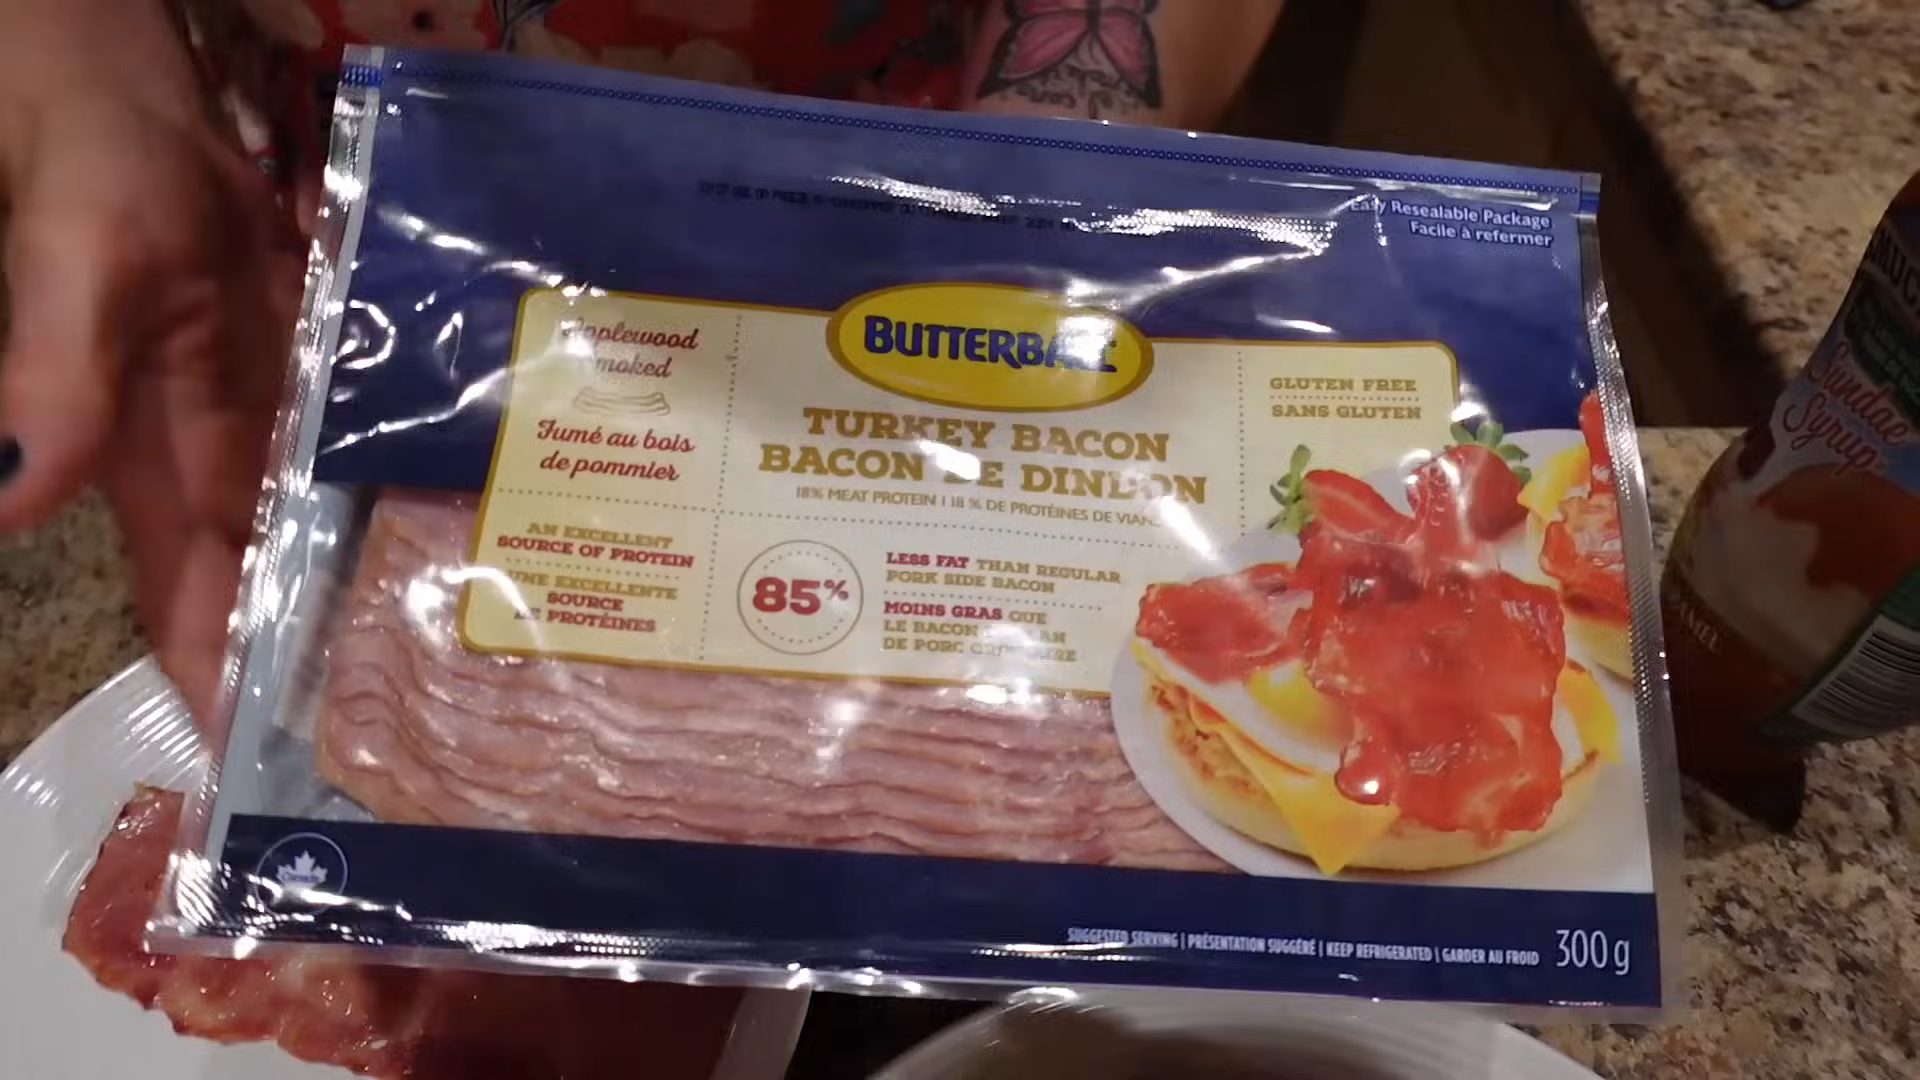 Easy Resealable Package
Facile à refermer
Applewood
Smoked
Fumé au bois
de pommier
BUTTERBALL
TURKEY BACON
BACON DE DINDON
18% MEAT PROTEIN | 18 % DE PROTÉINES DE
GLUTEN FREE
SANS GLUTEN
AN EXCELLENT
SOURCE OF PROTEIN
UNE EXCELLENTE
SOURCE
DE PROTÉINES
85%
LESS FAT THAN REGULAR
PORK SIDE BACON
MOINS GRAS QUE
LE BACON
DE PORC
Canada
SUGGESTED SERVING | PRÉSENTATION SUGGÉRÉ | KEEP REFRIGERATED | GARDER AU FROID
300 g
Sundae
Syrup